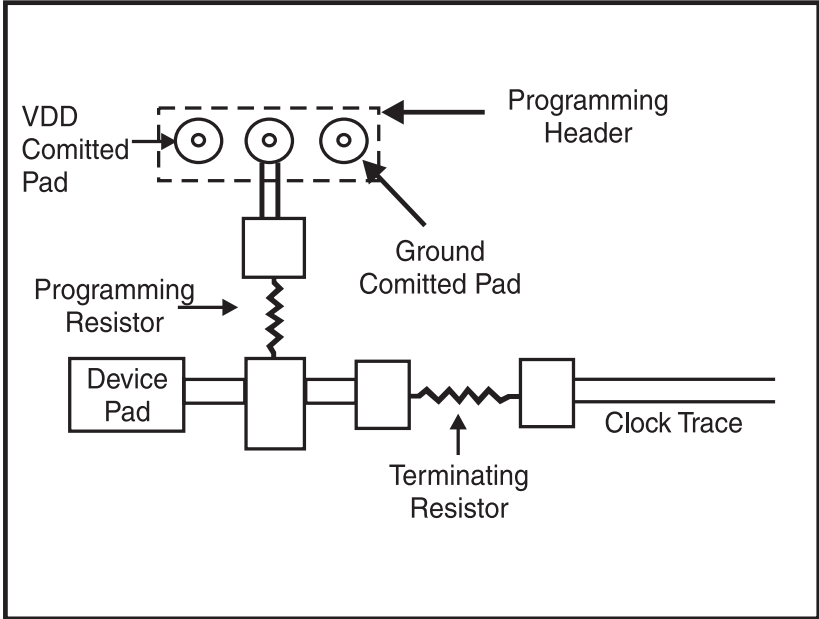 VDD
Comitted
Pad
Programming
Header
Ground
Comitted Pad
Programming
Resistor
Device
Pad
Clock Trace
Terminating
Resistor